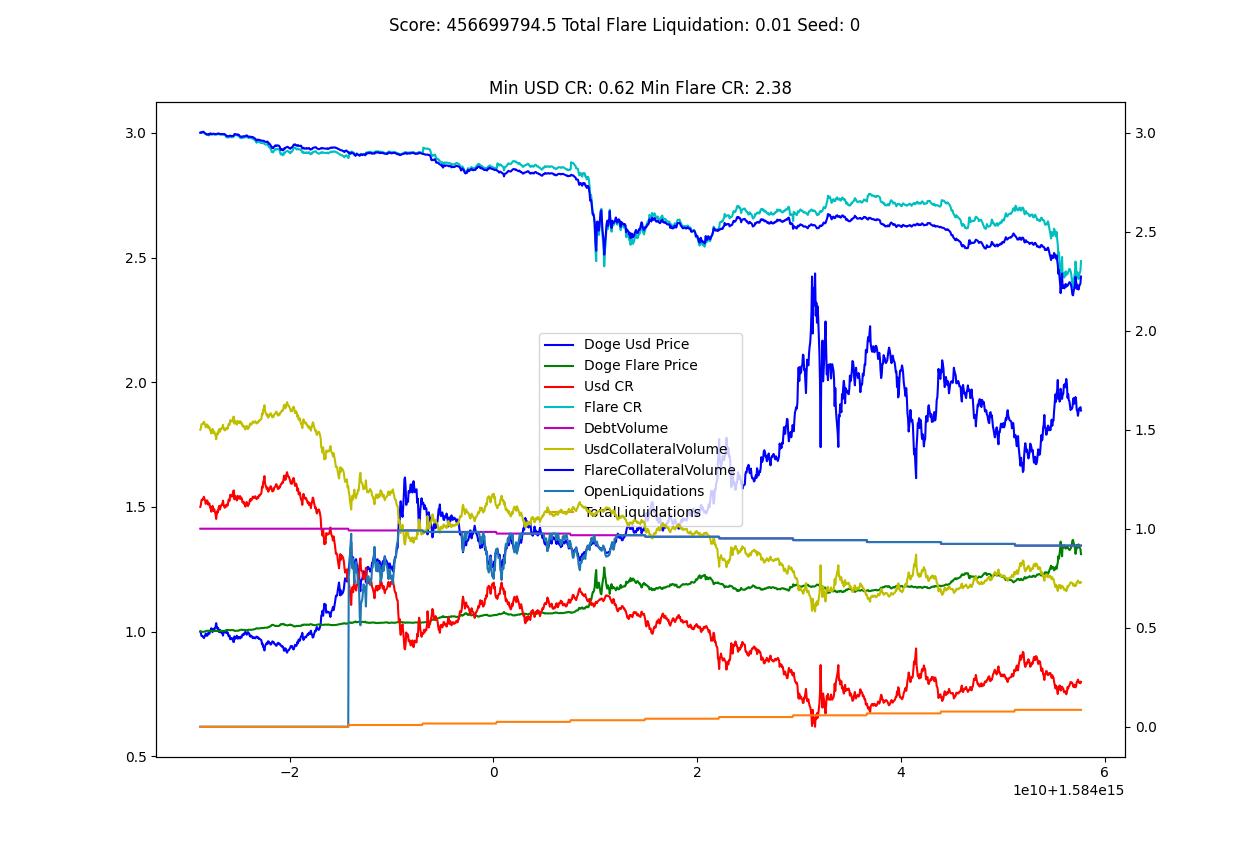 Score: 456699794.5 Total Flare Liquidation: 0.01 Seed: 0
Min USD CR: 0.62 Min Flare CR: 2.38
3.0
2.5
2.0
1.5
1.0
0.5
3.0
2.5
2.0
1.5
1.0
0.5
0.0
Doge Usd Price
Doge Flare Price
Usd CR
Flare CR
DebtVolume
UsdCollateralVolume
FlareCollateralVolume
OpenLiquidations
TotalLiquidations
−2 0 2 4 6
1e10+1.584e15